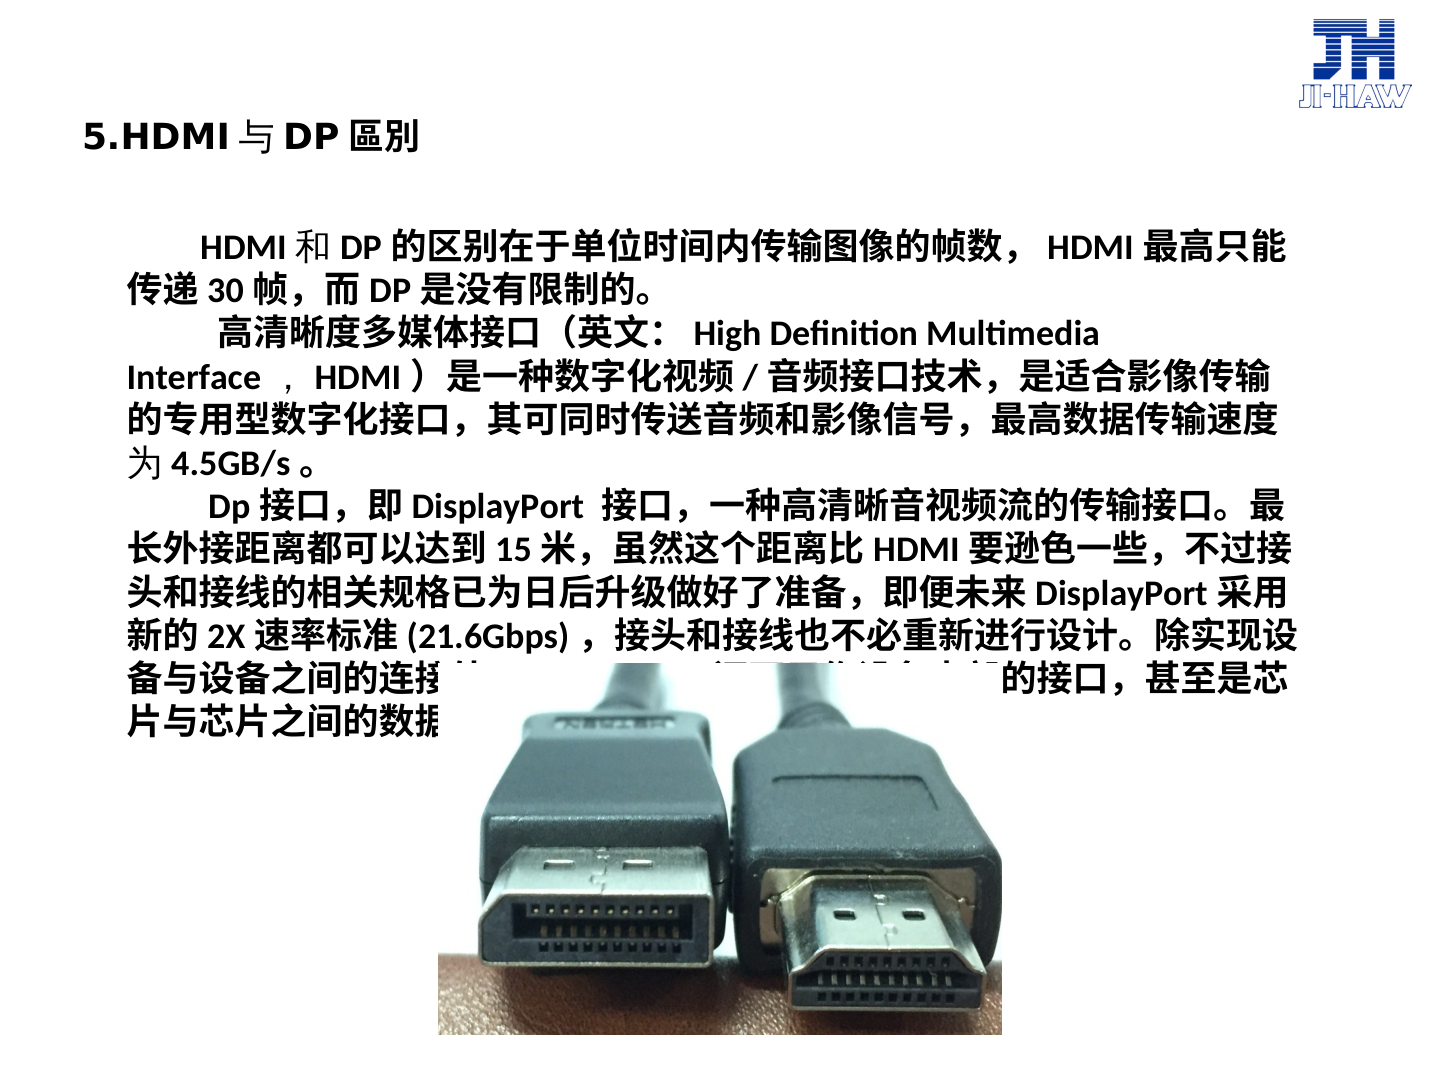 JH
JI-HAW
5.HDMI 与 DP 區別
HDMI 和 DP 的区别在于单位时间内传输图像的帧数， HDMI 最高只能
传递 30 帧，而 DP 是没有限制的。
高清晰度多媒体接口（英文： High Definition Multimedia
Interface ，HDMI ）是一种数字化视频 / 音频接口技术，是适合影像传输
的专用型数字化接口，其可同时传送音频和影像信号，最高数据传输速度
为 4.5GB/s 。
Dp 接口，即 DisplayPort 接口，一种高清晰音视频流的传输接口。最
长外接距离都可以达到 15 米，虽然这个距离比 HDMI 要逊色一些，不过接
头和接线的相关规格已为日后升级做好了准备，即便未来 DisplayPort 采用
新的 2X 速率标准 (21.6Gbps) ，接头和接线也不必重新进行设计。除实现设
备与设备之间的连接 的接口，甚至是芯
片与芯片之间的数据